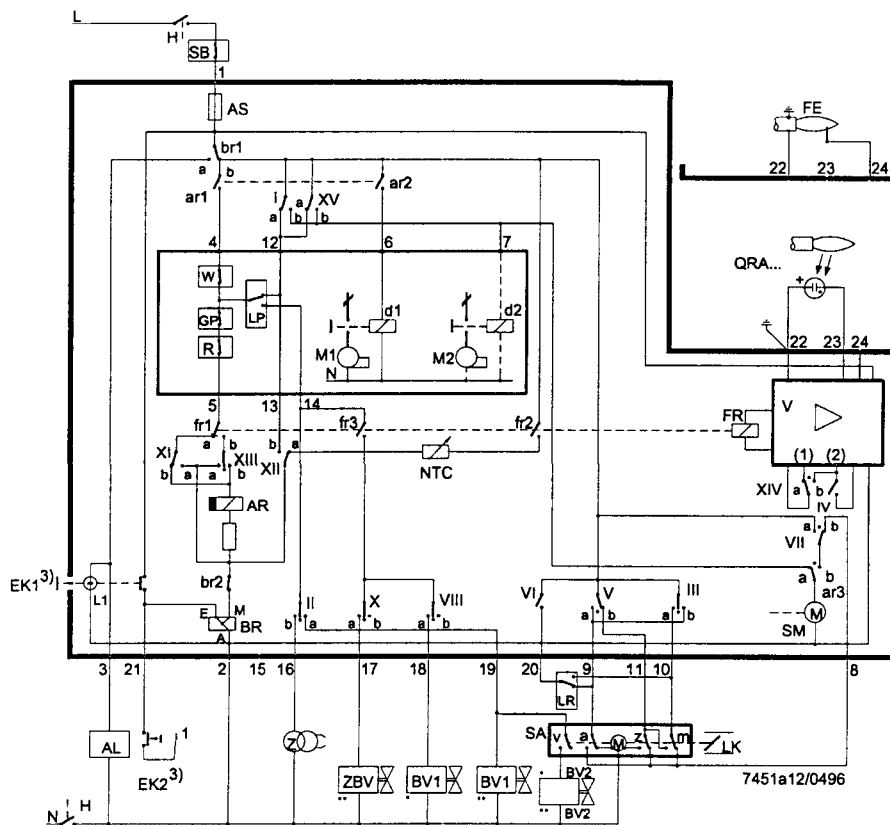 L
H
SB
1
AS
FE
br1
22 23 24
a b
ar1
i
a
XV
ar2
a b b
4 12 6 7
QRA...
+
W
GP
LP
R
d1
d2
M1
M2
N
22 23 24
5 13 14
V
FR
fr1
fr3
fr2
a b
b a
XI
XIII
XII
b a a b
NTC
(1) (2)
XIV
a b
IV
AR
a b
VII
EK1 3)
L1
br2
a b
ar3
E M
BR
A
II
X
VIII
VI
V
III
b a
a b
a b
a b
a b
M
SM
3 21 2 15 16 17 18 19 20 9 11 10 8
LR
AL
1
EK2 3)
Z
SA
v a M z m
LK
ZBV
BV1
BV1
BV2
BV2
7451a12/0496
N
H